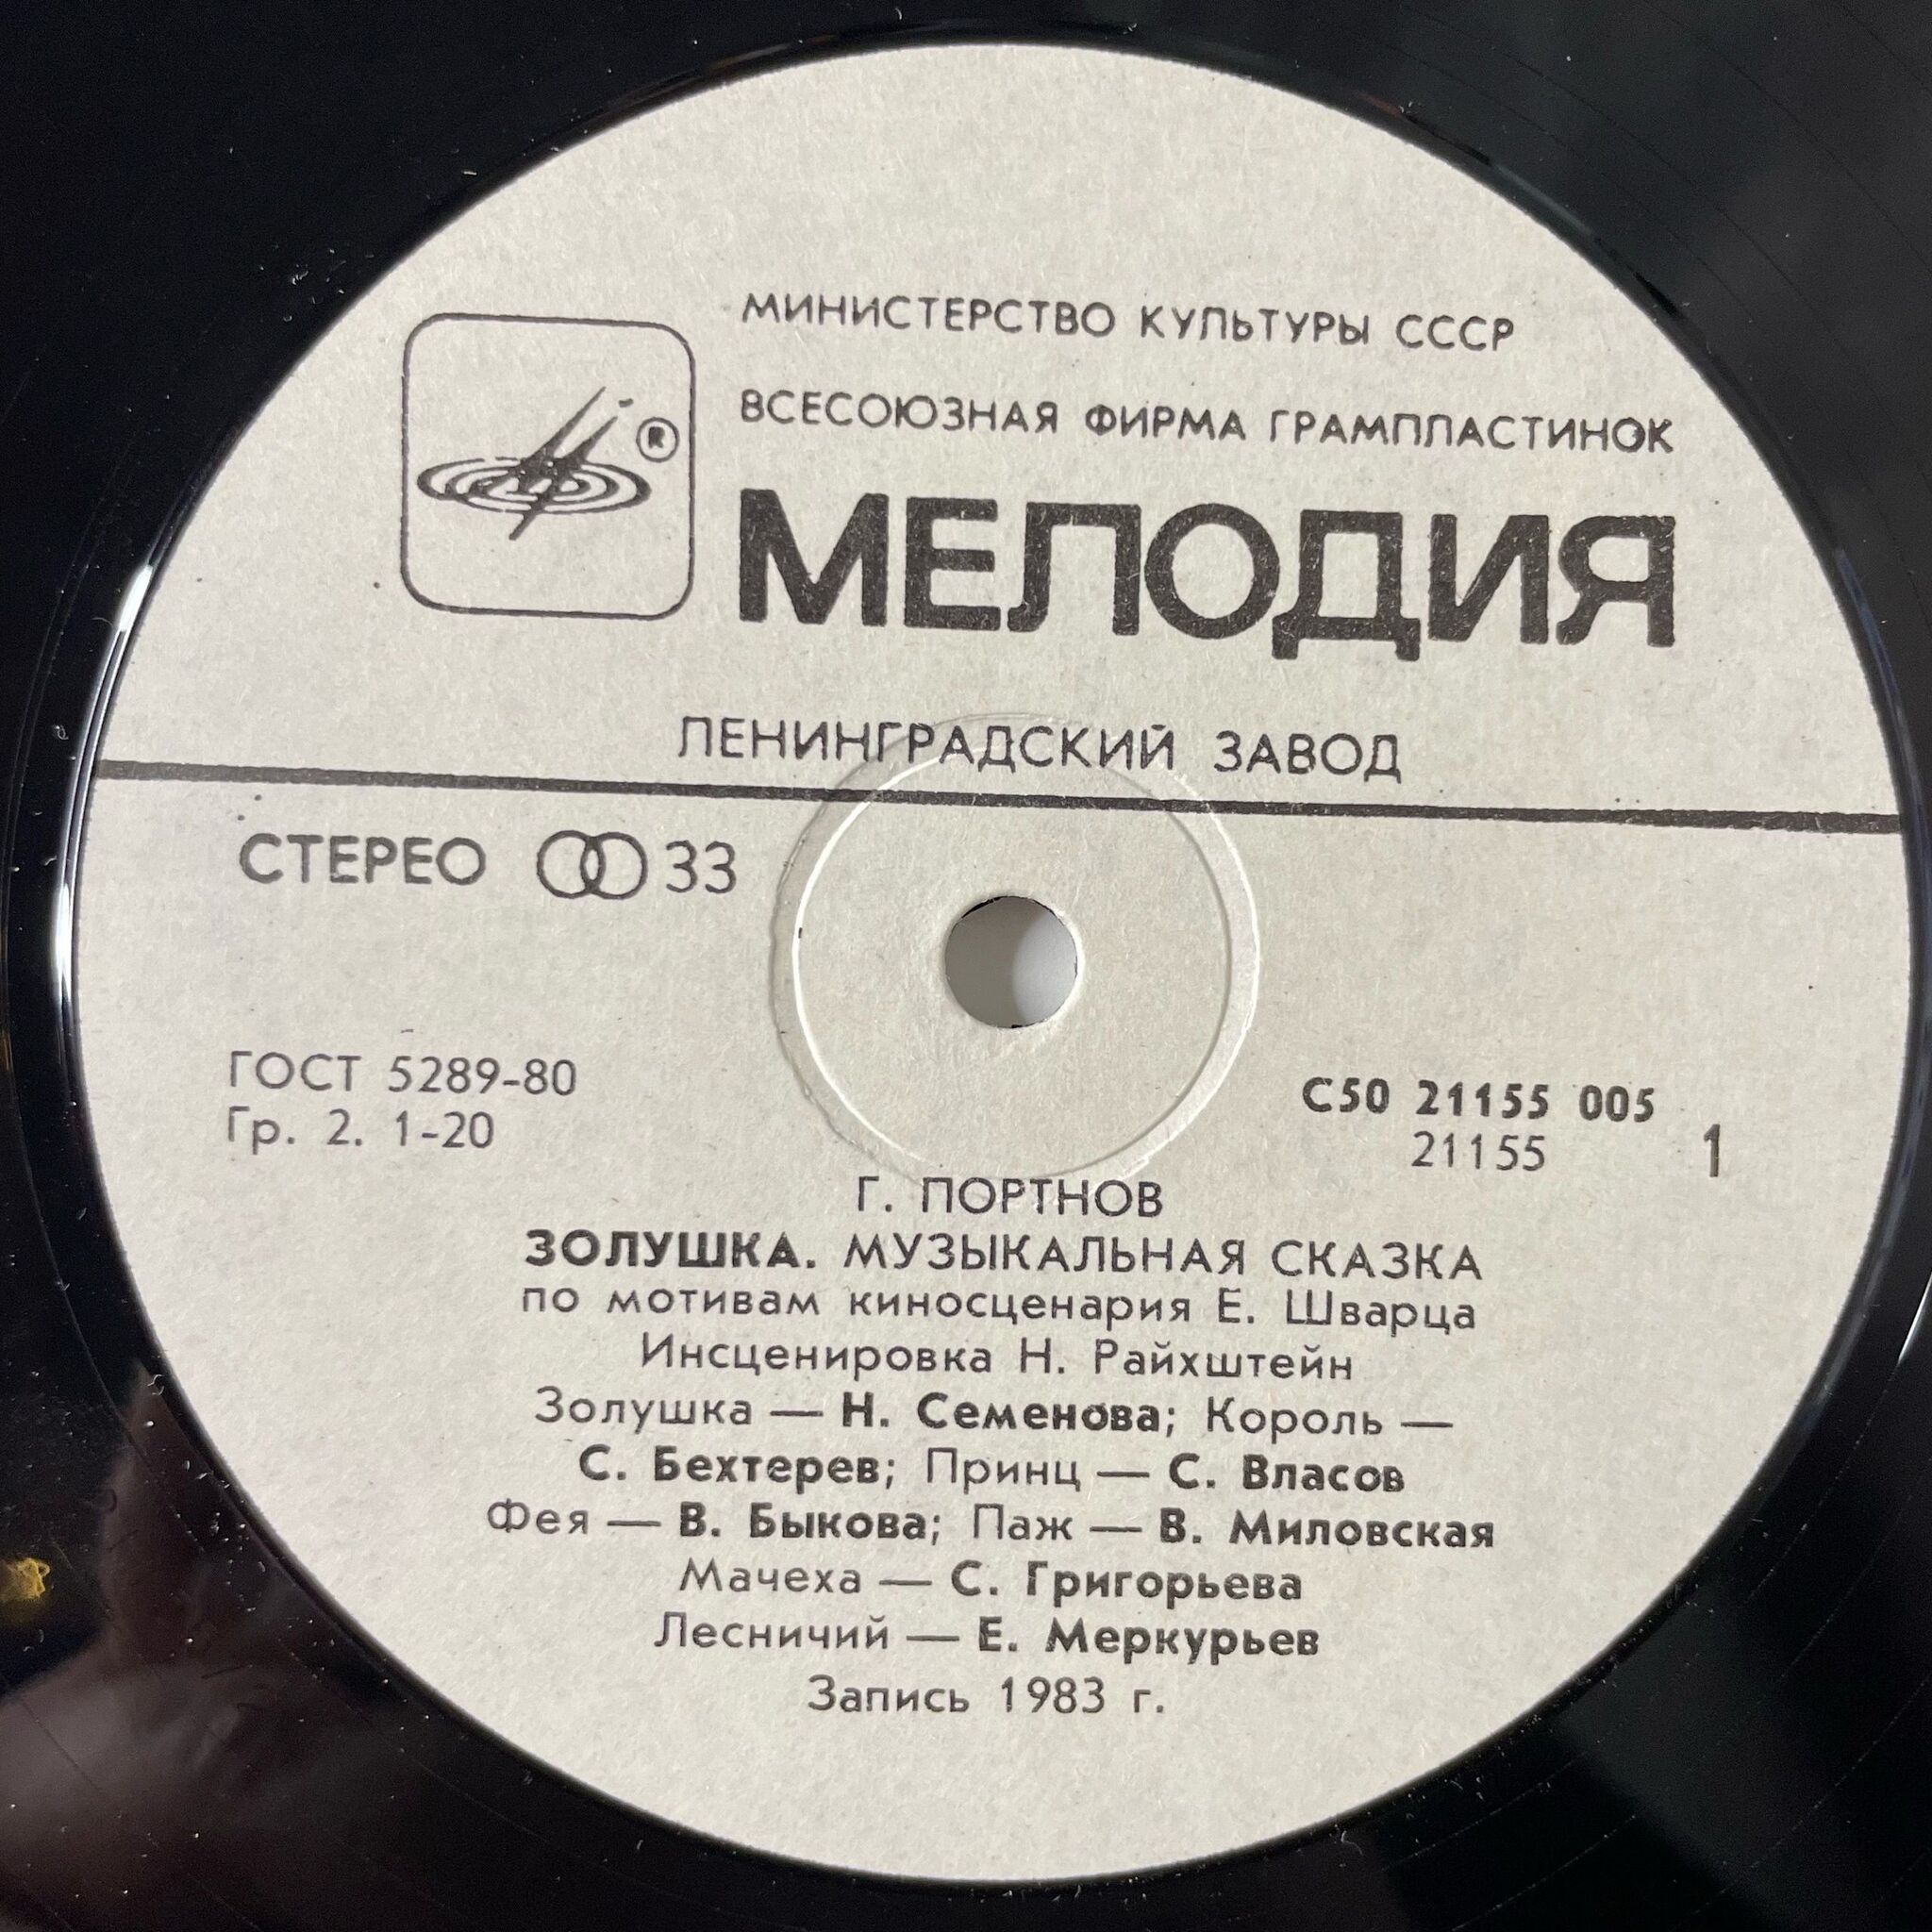 МИНИСТЕРСТВО КУЛЬТУРЫ СССР
ВСЕСОЮЗНАЯ ФИРМА ГРАМПЛАСТИНОК
®
МЕЛОДИЯ
ЛЕНИНГРАДСКИЙ ЗАВОД
СТЕРЕО 33
ГОСТ 5289-80
Гр. 2. 1-20
С50 21155 005
21155
1
Г. ПОРТНОВ
ЗОЛУШКА. МУЗЫКАЛЬНАЯ СКАЗКА
по мотивам киносценария Е. Шварца
Инсценировка Н. Райхштейн
Золушка — Н. Семенова; Король —
С. Бехтерев; Принц — С. Власов
Фея — В. Быкова; Паж — В. Миловская
Мачеха — С. Григорьева
Лесничий — Е. Меркурьев
Запись 1983 г.